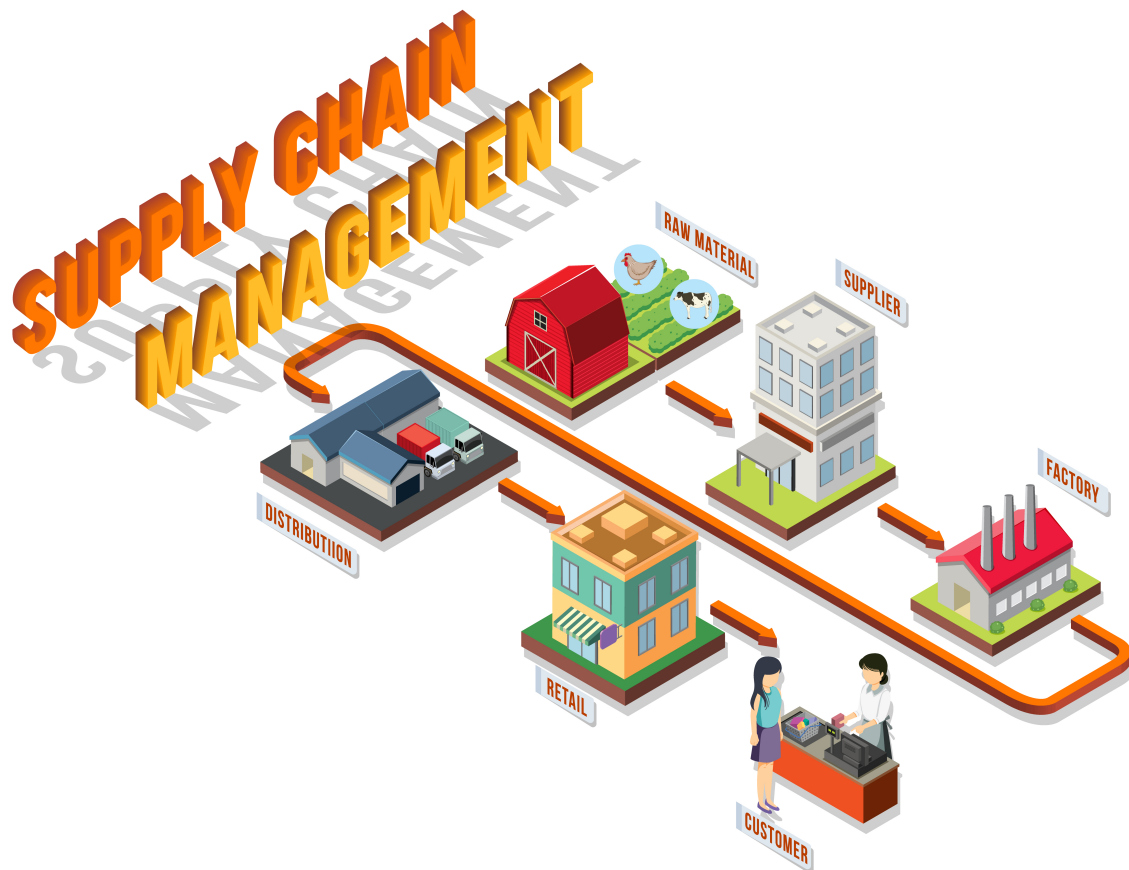 SUPPLY CHAIN
MANAGEMENT
RAW MATERIAL
SUPPLIER
FACTORY
DISTRIBUTIION
RETAIL
CUSTOMER